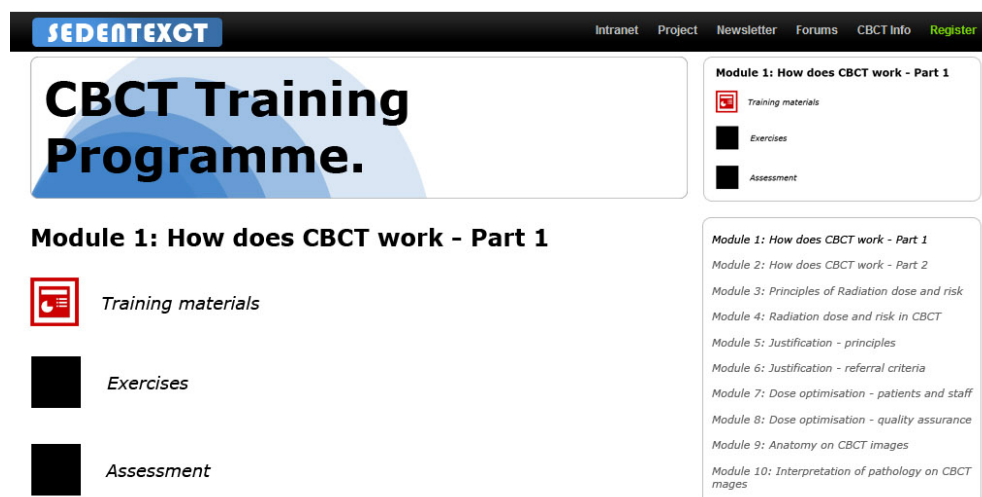 SEDENTEXCT
Intranet Project Newsletter Forums CBCT Info Register
CBCT Training
Programme.
Module 1: How does CBCT work - Part 1
Training materials
Exercises
Assessment
Module 1: How does CBCT work - Part 1
Training materials
Exercises
Assessment
Module 1: How does CBCT work - Part 1
Module 2: How does CBCT work - Part 2
Module 3: Principles of Radiation dose and risk
Module 4: Radiation dose and risk in CBCT
Module 5: Justification - principles
Module 6: Justification - referral criteria
Module 7: Dose optimisation - patients and staff
Module 8: Dose optimisation - quality assurance
Module 9: Anatomy on CBCT images
Module 10: Interpretation of pathology on CBCT
mages